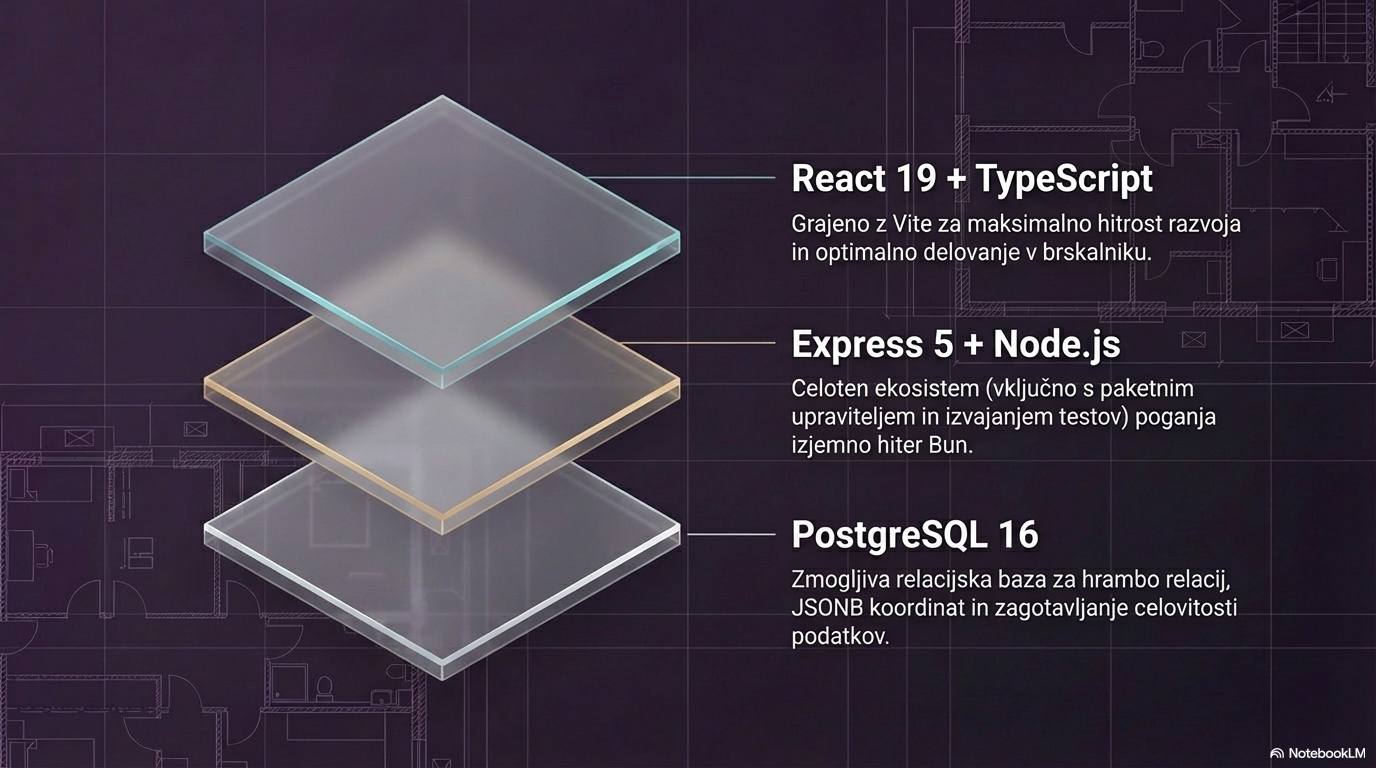 React 19 + TypeScript
Grajeno z Vite za maksimalno hitrost razvoja
in optimalno delovanje v brskalniku.
Express 5 + Node.js
Celoten ekosistem (vključno s paketnim
upraviteljem in izvajanjem testov) poganja
izjemno hiter Bun.
PostgreSQL 16
Zmogljiva relacijska baza za hrambo relacij,
JSONB koordinat in zagotavljanje celovitosti
podatkov.
NotebookLM